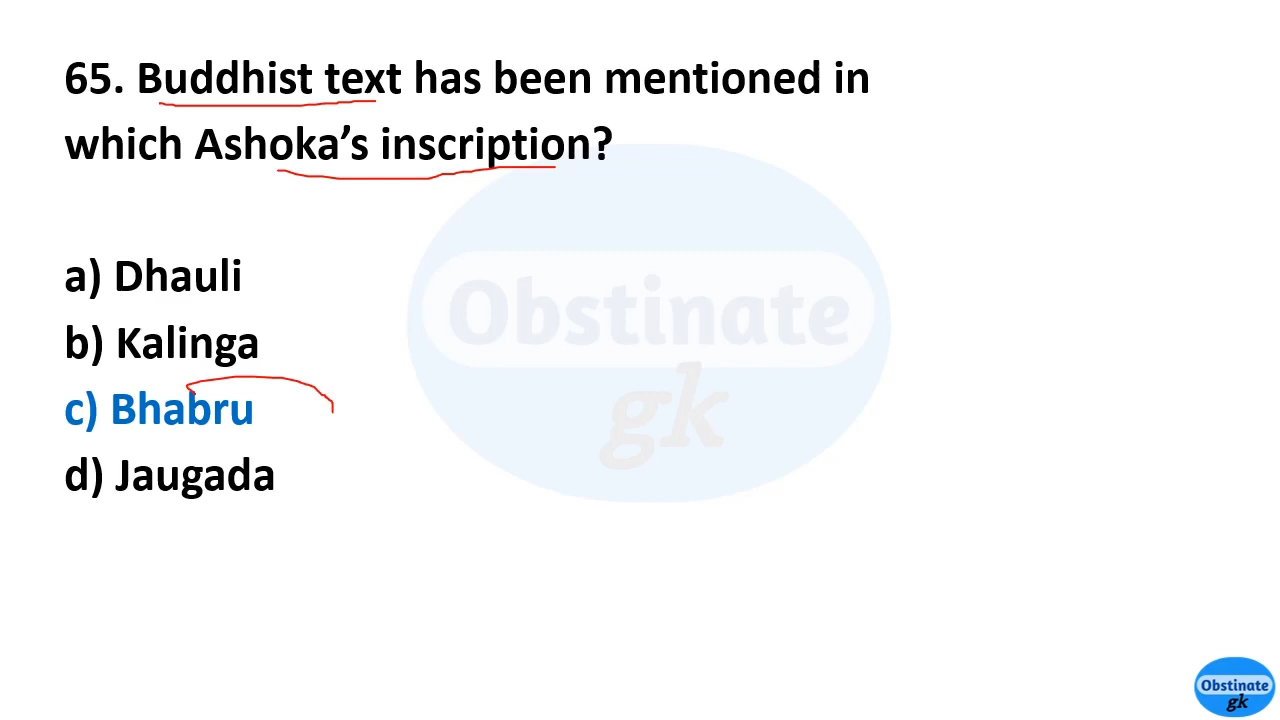 65. Buddhist text has been mentioned in
which Ashoka’s inscription?
a) Dhauli
b) Kalinga
c) Bhabru
d) Jaugada
Obstinate
gk
Obstinate
gk